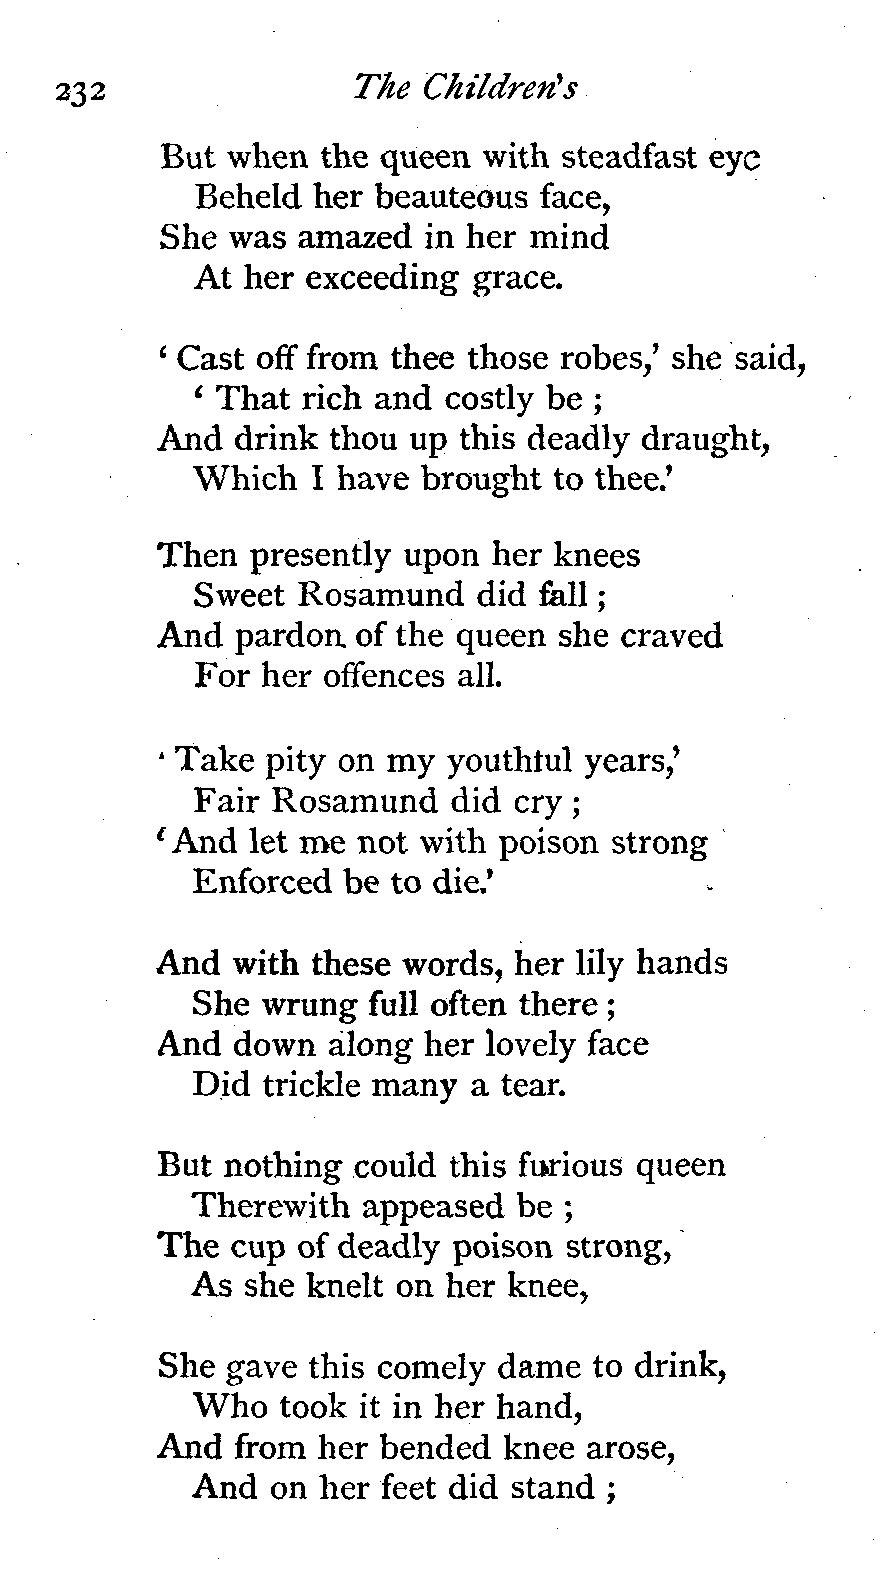 232 The Children's
But when the queen with steadfast eye
Beheld her beauteous face,
She was amazed in her mind
At her exceeding grace.
‘ Cast off from thee those robes,’ she said,
‘ That rich and costly be ;
And drink thou up this deadly draught,
Which I have brought to thee.’
Then presently upon her knees
Sweet Rosamund did fall ;
And pardon of the queen she craved
For her offences all.
‘ Take pity on my youthful years,’
Fair Rosamund did cry ;
‘ And let me not with poison strong
Enforced be to die.’
And with these words, her lily hands
She wrung full often there ;
And down along her lovely face
Did trickle many a tear.
But nothing could this furious queen
Therewith appeased be ;
The cup of deadly poison strong,
As she knelt on her knee,
She gave this comely dame to drink,
Who took it in her hand,
And from her bended knee arose,
And on her feet did stand ;